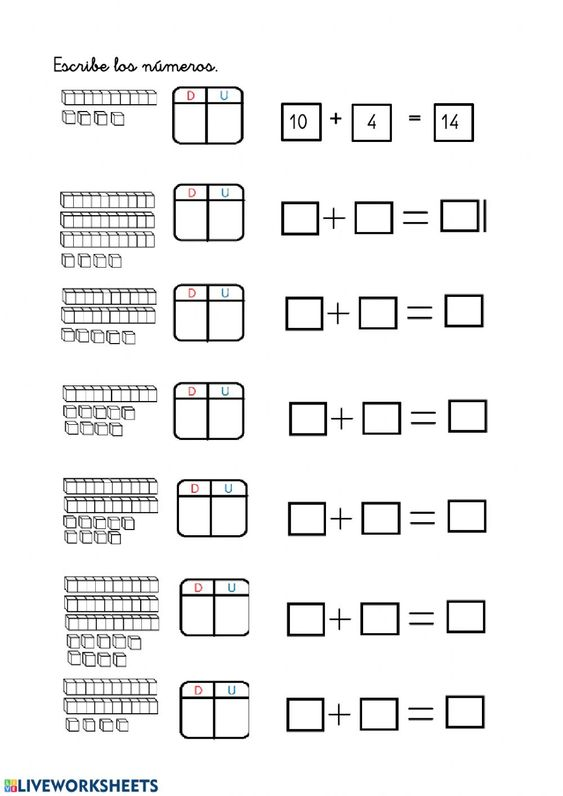 Escribe los números.
D U
10 + 4 = 14
D U
+ =
D U
+ =
D U
+ =
D U
+ =
D U
+ =
D U
+ =
LIVEWORKSHEETS